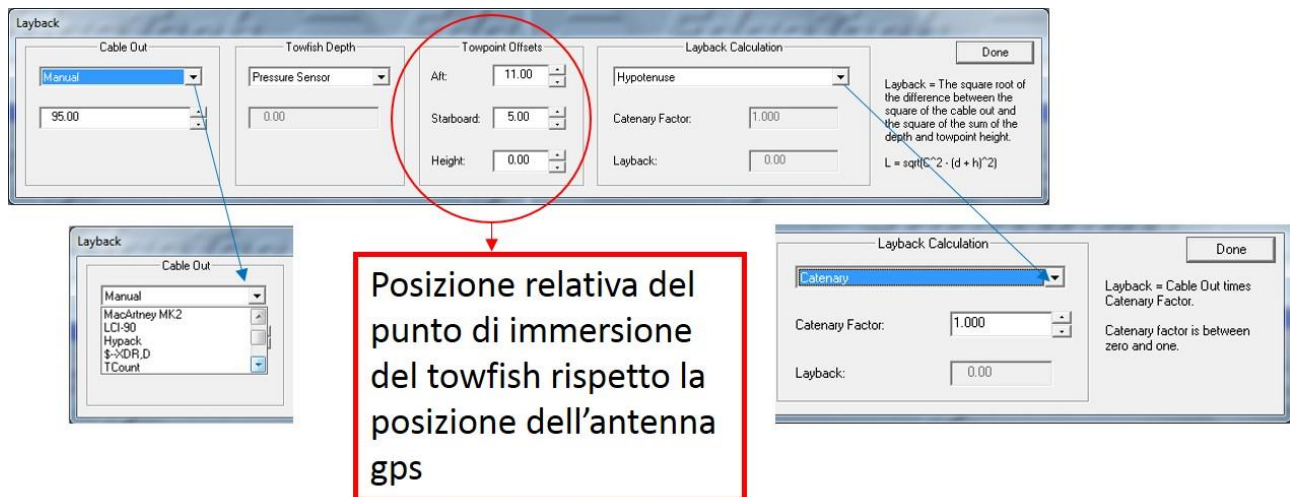 Layback
Cable Out
Manual
95.00
Towfish Depth
Pressure Sensor
0.00
Towpoint Offsets
Aft: 11.00
Starboard: 5.00
Height: 0.00
Layback Calculation
Hypotenuse
Catenary Factor: 1.000
Layback: 0.00
Done
Layback = The square root of
the difference between the
square of the cable out and
the square of the sum of the
depth and towpoint height.
L = sqrt(C^2 - (d + h)^2)
Layback
Cable Out
Manual
MacArtney MK2
LCI-90
Hypack
$--XDR,D
TCount
Posizione relativa del
punto di immersione
del towfish rispetto la
posizione dell’antenna
gps
Layback Calculation
Catenary
Catenary Factor: 1.000
Layback: 0.00
Done
Layback = Cable Out times
Catenary Factor.
Catenary factor is between
zero and one.